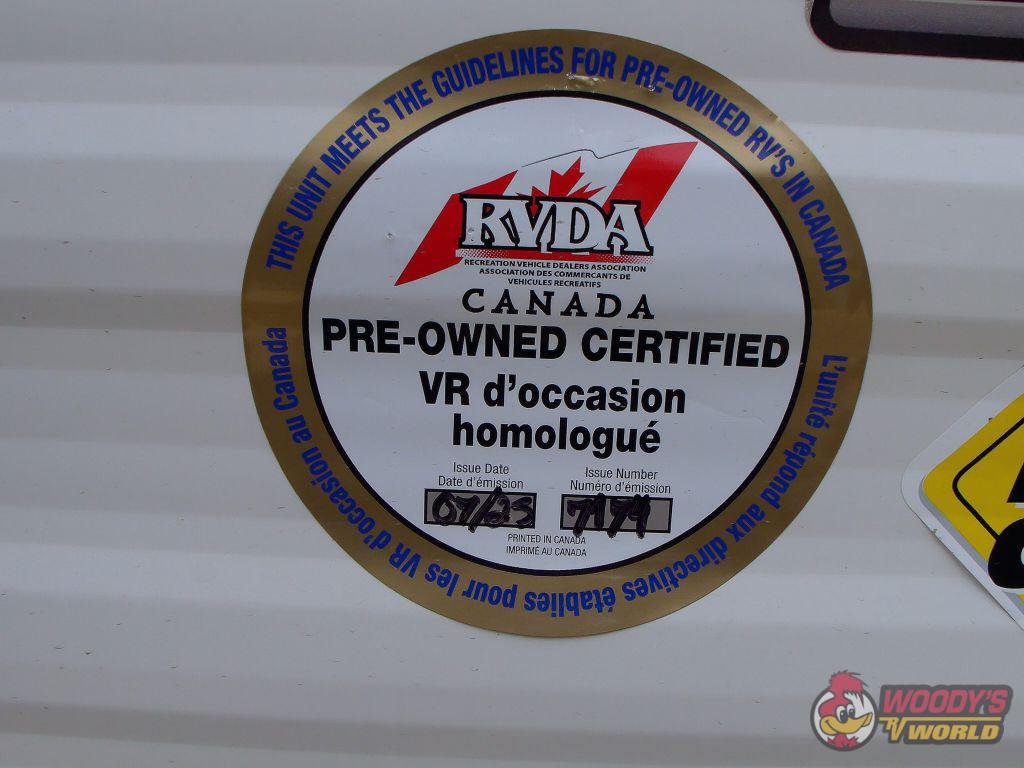 THIS UNIT MEETS THE GUIDELINES FOR PRE-OWNED RV'S IN CANADA
RVDA
RECREATION VEHICLE DEALERS ASSOCIATION
ASSOCIATION DES COMMERCANTS DE
VEHICULES RECREATIFS
CANADA
PRE-OWNED CERTIFIED
VR d'occasion
homologué
Issue Date
Date d'émission
07/23
Issue Number
Numéro d'émission
7174
PRINTED IN CANADA
IMPRIMÉ AU CANADA
L'unité répond aux directives établies pour les VR d'occasion au Canada
WOODY'S
RV WORLD